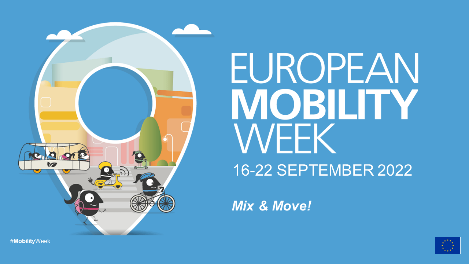 EUROPEAN
MOBILITY
WEEK
16-22 SEPTEMBER 2022
Mix & Move!
#MobilityWeek